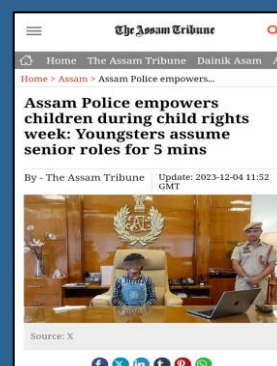 The Assam Tribune
Home The Assam Tribune Dainik Asam
Home > Assam > Assam Police empowers...
Assam Police empowers
children during child rights
week: Youngsters assume
senior roles for 5 mins
By - The Assam Tribune
Update: 2023-12-04 11:52
GMT
Source: X